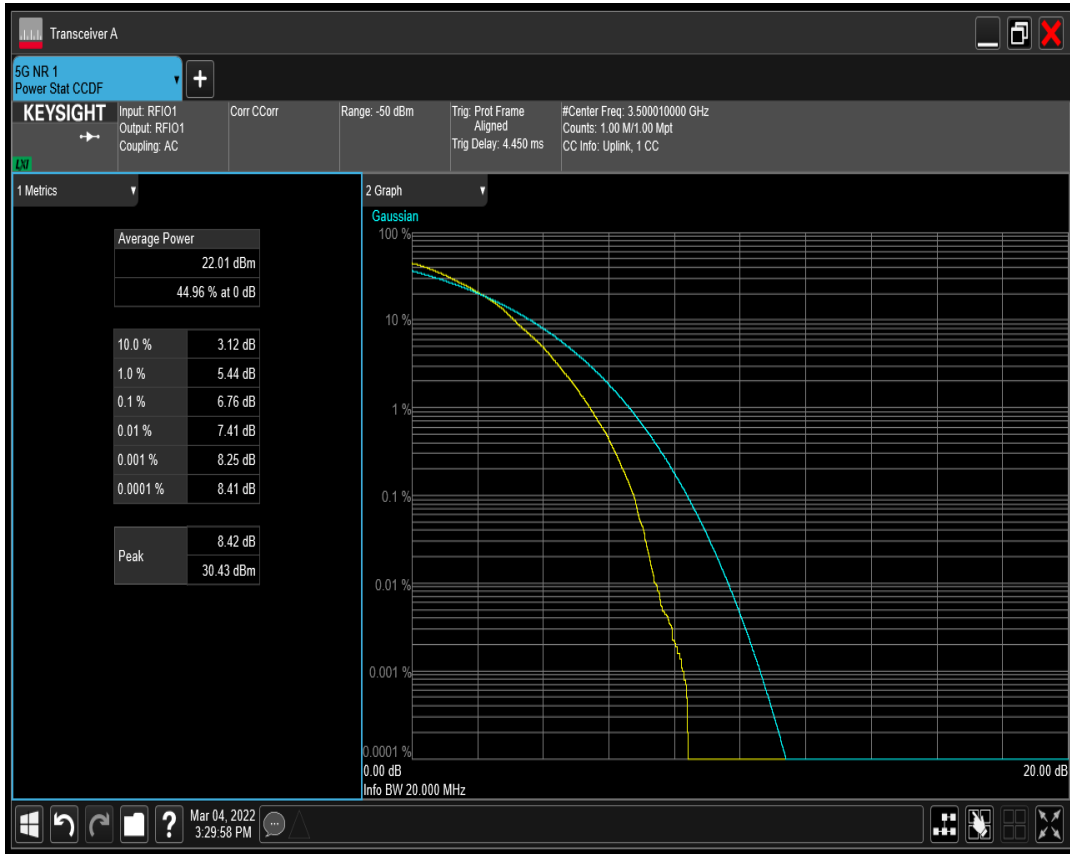 Transceiver A
5G NR 1
Power Stat CCDF
+
KEYSIGHT
LXI
Input: RFIO1
Output: RFIO1
Coupling: AC
Corr CCorr
Range: -50 dBm
Trig: Prot Frame
Aligned
Trig Delay: 4.450 ms
#Center Freq: 3.500010000 GHz
Counts: 1.00 M/1.00 Mpt
CC Info: Uplink, 1 CC
1 Metrics
Average Power
22.01 dBm
44.96 % at 0 dB
10.0 % 3.12 dB
1.0 % 5.44 dB
0.1 % 6.76 dB
0.01 % 7.41 dB
0.001 % 8.25 dB
0.0001 % 8.41 dB
Peak 8.42 dB
30.43 dBm
2 Graph
Gaussian
100 %
10 %
1 %
0.1 %
0.01 %
0.001 %
0.0001 %
0.00 dB 20.00 dB
Info BW 20.000 MHz
?
Mar 04, 2022
3:29:58 PM